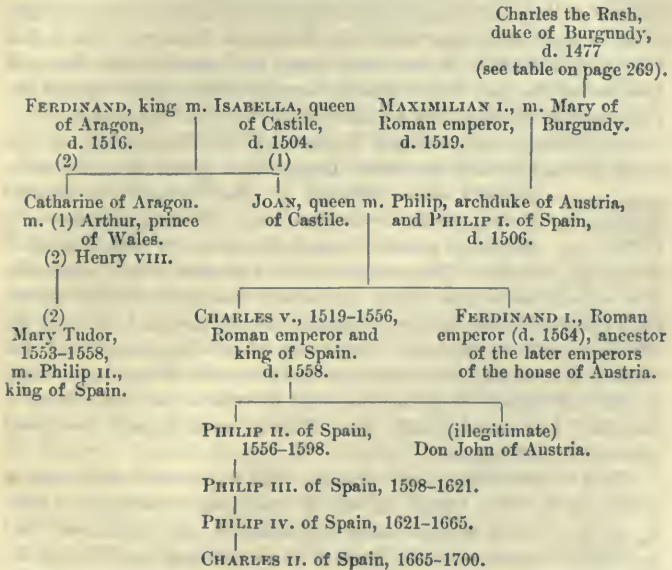 Charles the Rash,
duke of Burgundy,
d. 1477
(see table on page 269).
FERDINAND, king m. ISABELLA, queen
of Aragon, of Castile,
d. 1516. d. 1504.
(2) (1)
MAXIMILIAN I., m. Mary of
Roman emperor, Burgundy.
d. 1519.
Catharine of Aragon.
m. (1) Arthur, prince
of Wales.
(2) Henry VIII.
JOAN, queen m. Philip, archduke of Austria,
of Castile. and PHILIP I. of Spain,
d. 1506.
(2)
Mary Tudor,
1553-1558,
m. Philip II.,
king of Spain.
CHARLES V., 1519-1556,
Roman emperor and
king of Spain.
d. 1558.
FERDINAND I., Roman
emperor (d. 1564), ancestor
of the later emperors
of the house of Austria.
PHILIP II. of Spain,
1556-1598.
(illegitimate)
Don John of Austria.
PHILIP III. of Spain, 1598-1621.
PHILIP IV. of Spain, 1621-1665.
CHARLES II. of Spain, 1665-1700.